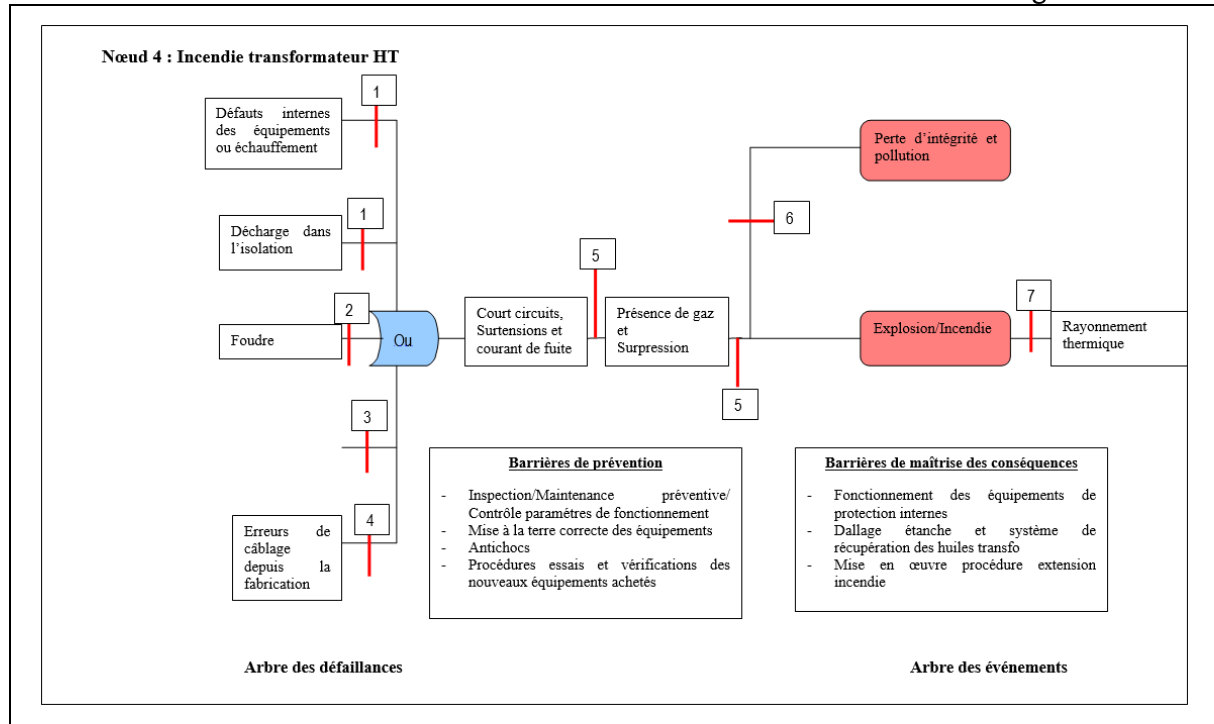 Nœud 4 : Incendie transformateur HT
1
Défauts internes
des équipements
ou échauffement
Perte d'intégrité et
pollution
1
Décharge dans
l'isolation
6
5
2
7
Foudre
Ou
Court circuits,
Surtensions et
courant de fuite
Présence de gaz
et
Surpression
Explosion/Incendie
Rayonnement
thermique
5
3
4
Erreurs de
câblage
depuis la
fabrication
Barrières de prévention
- Inspection/Maintenance préventive/
Contrôle paramètres de fonctionnement
- Mise à la terre correcte des équipements
- Antichocs
- Procédures essais et vérifications des
nouveaux équipements achetés
Barrières de maîtrise des conséquences
- Fonctionnement des équipements de
protection internes
- Dallage étanche et système de
récupération des huiles transfo
- Mise en œuvre procédure extension
incendie
Arbre des défaillances
Arbre des événements